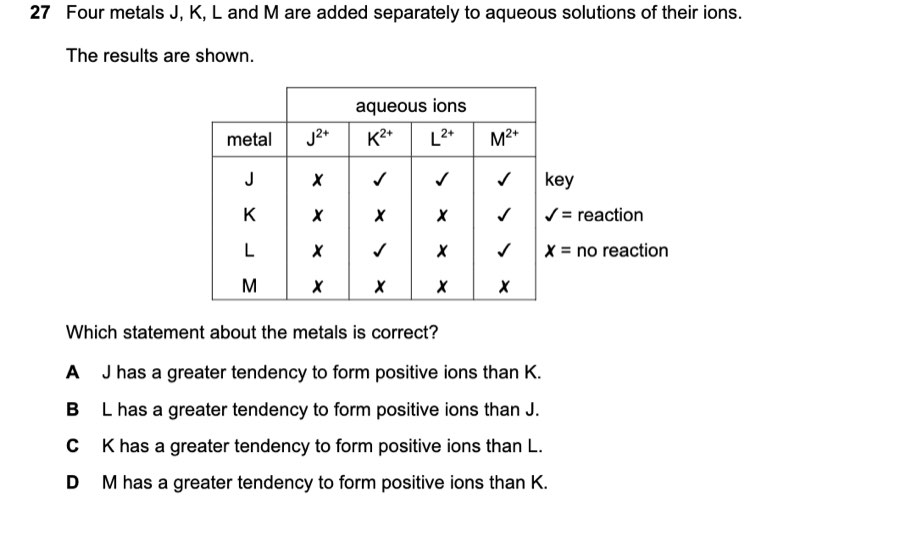 27 Four metals J, K, L and M are added separately to aqueous solutions of their ions.
The results are shown.
aqueous ions
metal J²⁺ K²⁺ L²⁺ M²⁺
J ✗ ✓ ✓ ✓ key
K ✗ ✗ ✗ ✓ ✓ = reaction
L ✗ ✓ ✗ ✓ ✗ = no reaction
M ✗ ✗ ✗ ✗
Which statement about the metals is correct?
A J has a greater tendency to form positive ions than K.
B L has a greater tendency to form positive ions than J.
C K has a greater tendency to form positive ions than L.
D M has a greater tendency to form positive ions than K.